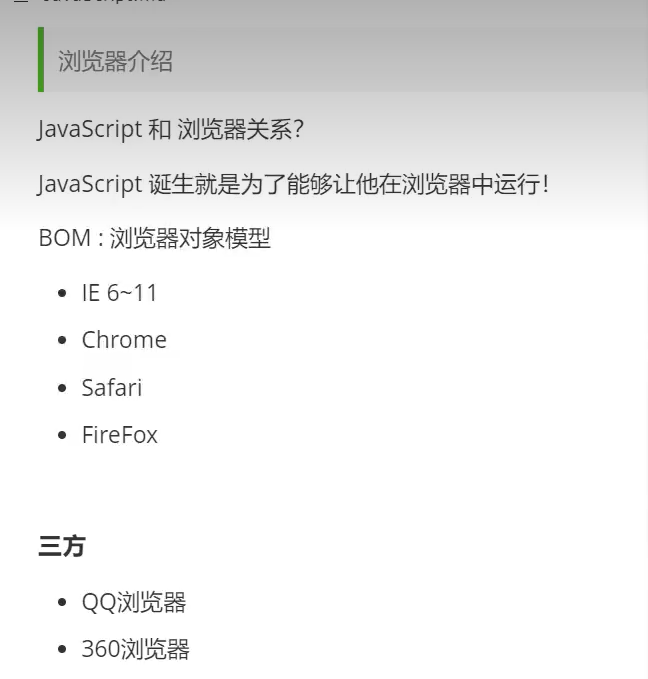 浏览器介绍
JavaScript 和 浏览器关系？
JavaScript 诞生就是为了能够让他在浏览器中运行！
BOM : 浏览器对象模型
IE 6~11
Chrome
Safari
FireFox
三方
QQ浏览器
360浏览器